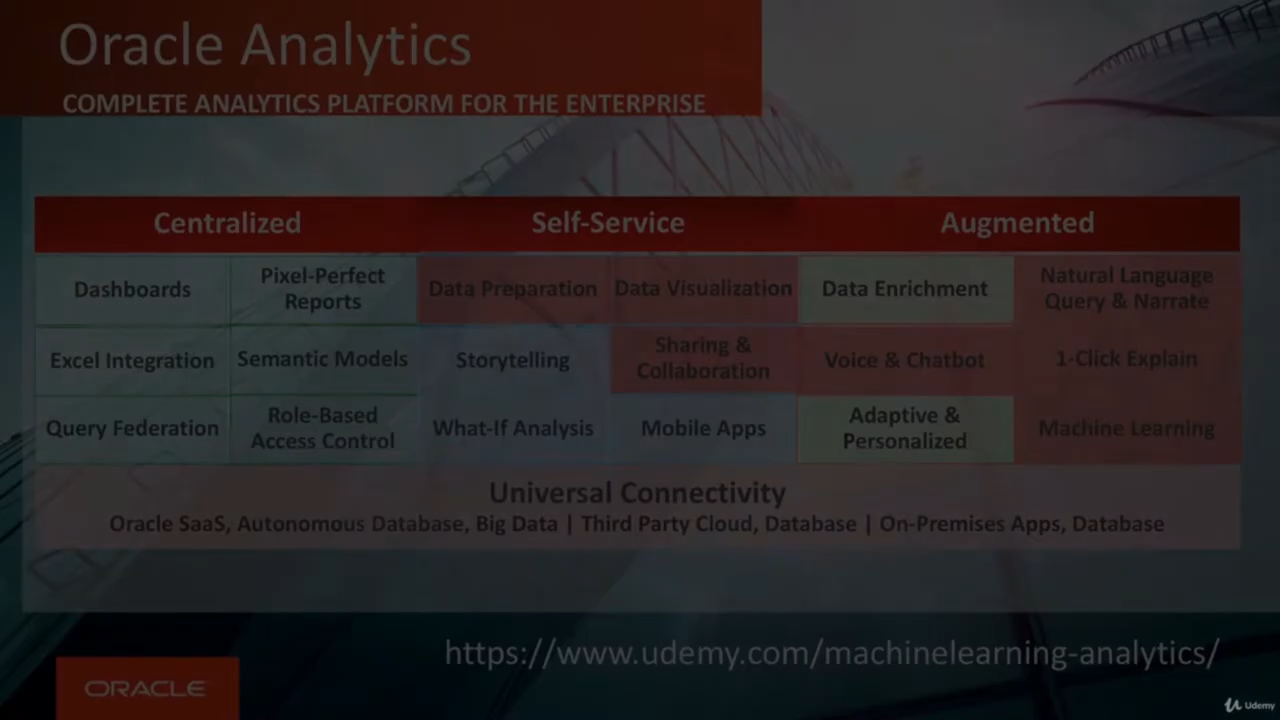 Oracle Analytics
COMPLETE ANALYTICS PLATFORM FOR THE ENTERPRISE
Centralized
Self-Service
Augmented
Dashboards
Pixel-Perfect
Reports
Data Preparation
Data Visualization
Data Enrichment
Natural Language
Query & Narrate
Excel Integration
Semantic Models
Storytelling
Sharing &
Collaboration
Voice & Chatbot
1-Click Explain
Query Federation
Role-Based
Access Control
What-If Analysis
Mobile Apps
Adaptive &
Personalized
Machine Learning
Universal Connectivity
Oracle SaaS, Autonomous Database, Big Data | Third Party Cloud, Database | On-Premises Apps, Database
https://www.udemy.com/machinelearning-analytics/
ORACLE
Udemy